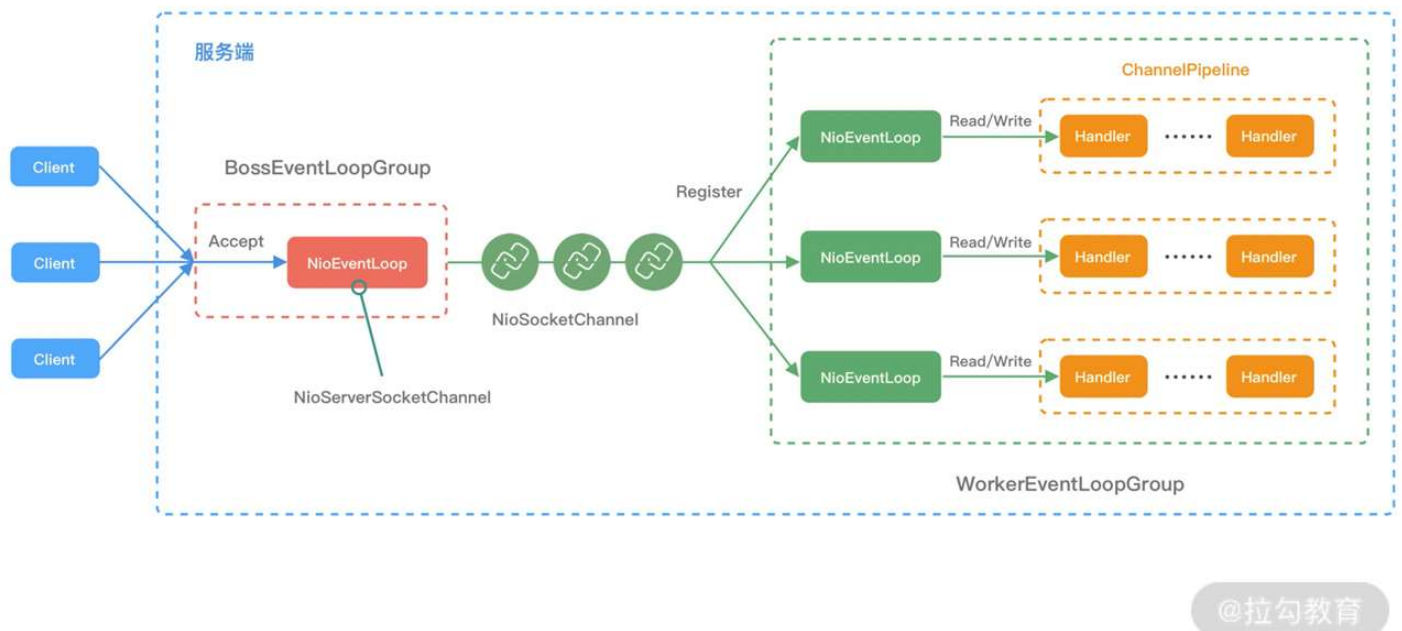 服务端
ChannelPipeline
Client
BossEventLoopGroup
Register
NioEventLoop
Read/Write
Handler
······
Handler
Client
Accept
NioEventLoop
NioSocketChannel
NioServerSocketChannel
NioEventLoop
Read/Write
Handler
······
Handler
Client
NioEventLoop
Read/Write
Handler
······
Handler
WorkerEventLoopGroup
@拉勾教育